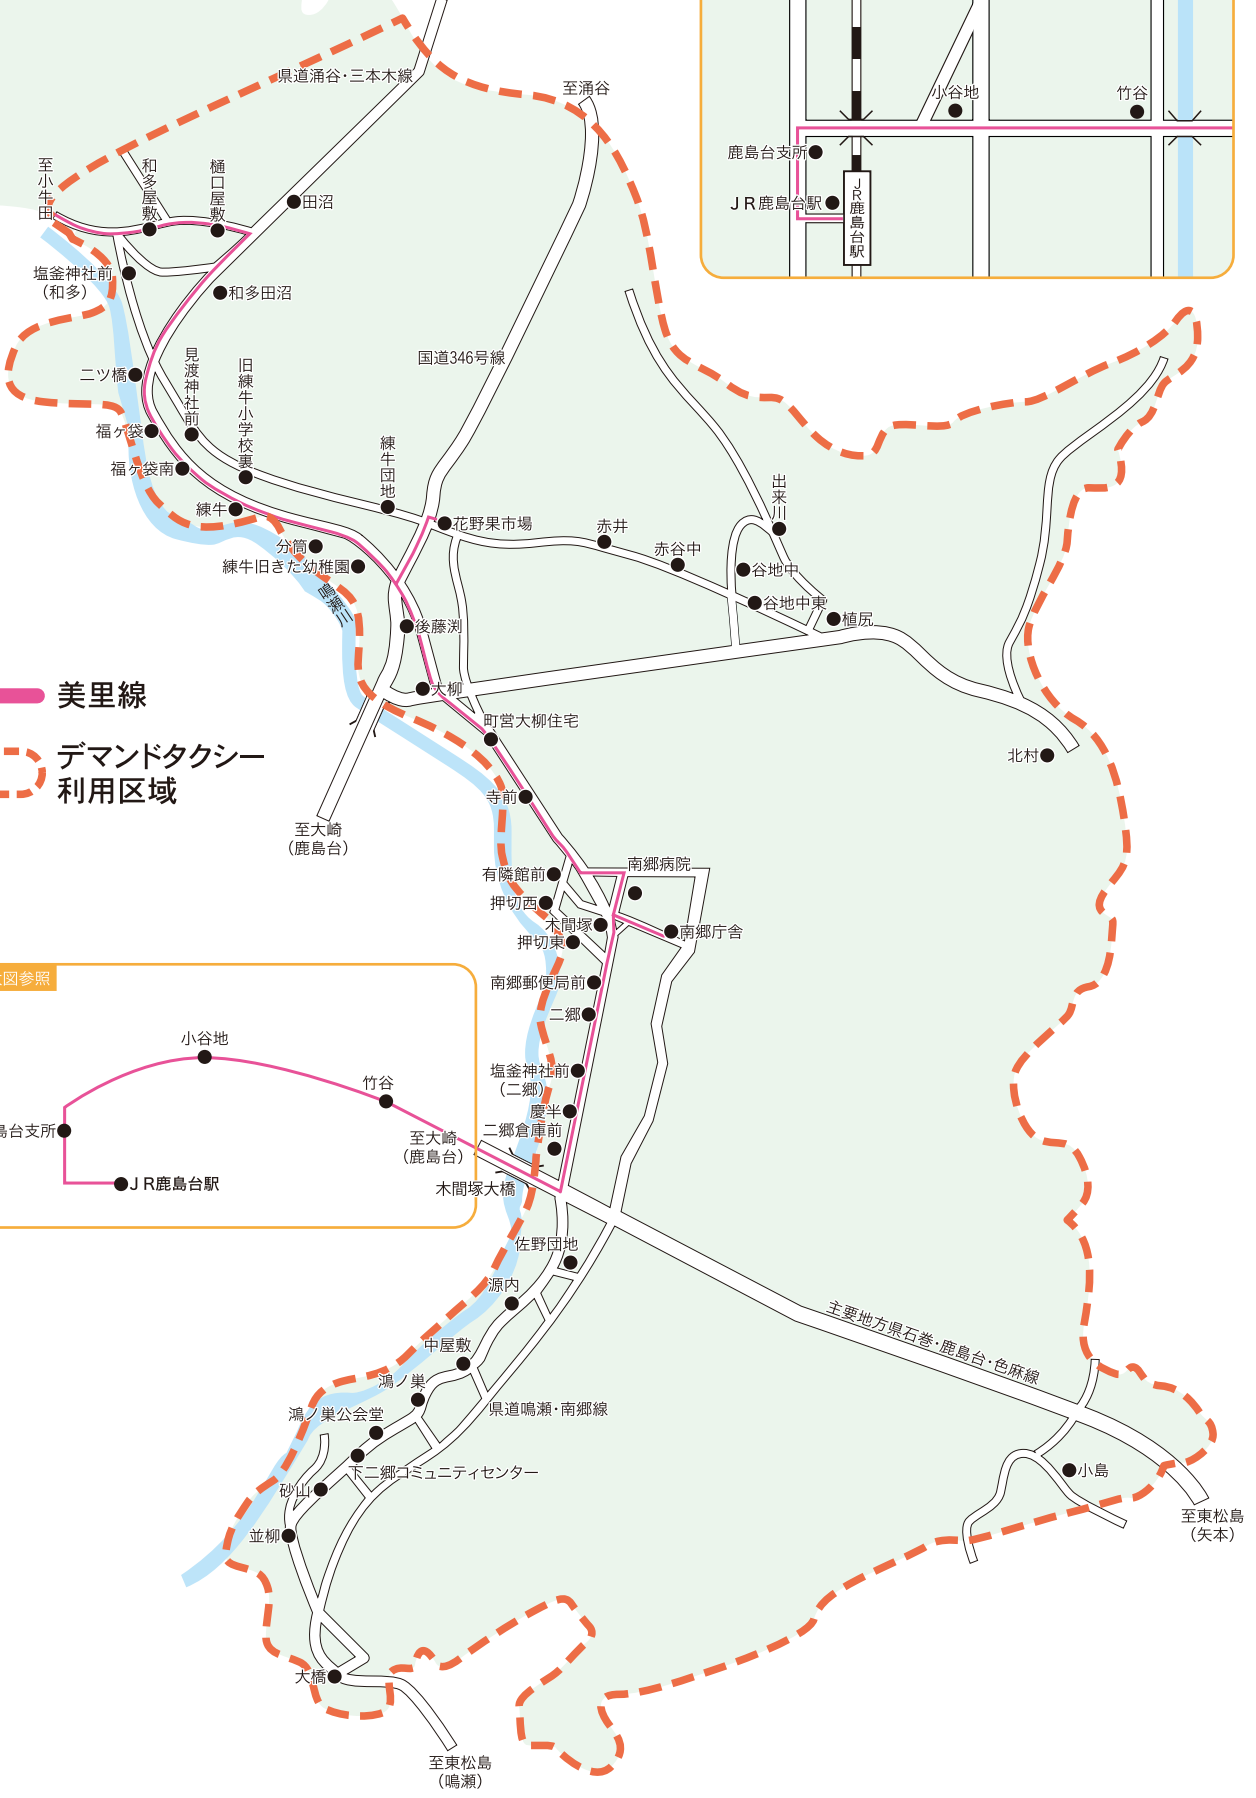 県道涌谷・三本木線
至涌谷
小谷地
竹谷
鹿島台支所
ＪＲ鹿島台駅
ＪＲ鹿島台駅
至小牛田
和多屋敷
樋口屋敷
田沼
塩釜神社前
（和多）
和多田沼
国道346号線
二ツ橋
見渡神社前
旧練牛小学校裏
福ヶ袋
福ヶ袋南
練牛団地
練牛
花野果市場
出来川
赤井
赤谷中
分筒
練牛旧きた幼稚園
谷地中
谷地中東
植尻
鳴瀬川
後藤渕
大柳
美里線
町営大柳住宅
デマンドタクシー
利用区域
北村
寺前
至大崎
（鹿島台）
南郷病院
有隣館前
押切西
木間塚
南郷庁舎
押切東
図参照
南郷郵便局前
二郷
小谷地
塩釜神社前
（二郷）
竹谷
慶半
二郷倉庫前
島台支所
至大崎
（鹿島台）
ＪＲ鹿島台駅
木間塚大橋
佐野団地
源内
主要地方県石巻・鹿島台・色麻線
中屋敷
鴻ノ巣
県道鳴瀬・南郷線
鴻ノ巣公会堂
下二郷コミュニティセンター
小島
砂山
至東松島
（矢本）
並柳
大橋
至東松島
（鳴瀬）